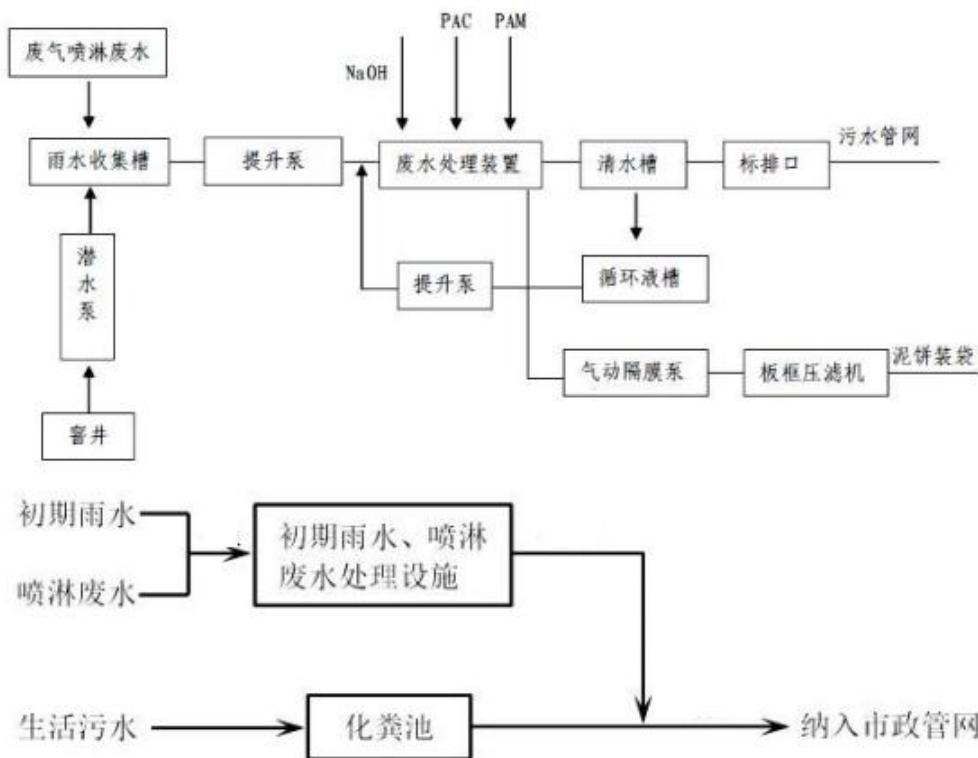 PAC
PAM
废气喷淋废水
NaOH
雨水收集槽
提升泵
废水处理装置
清水槽
标排口
污水管网
潜水泵
提升泵
循环液槽
气动隔膜泵
板框压滤机
泥饼装袋
窨井
初期雨水
喷淋废水
初期雨水、喷淋
废水处理设施
生活污水
化粪池
纳入市政管网